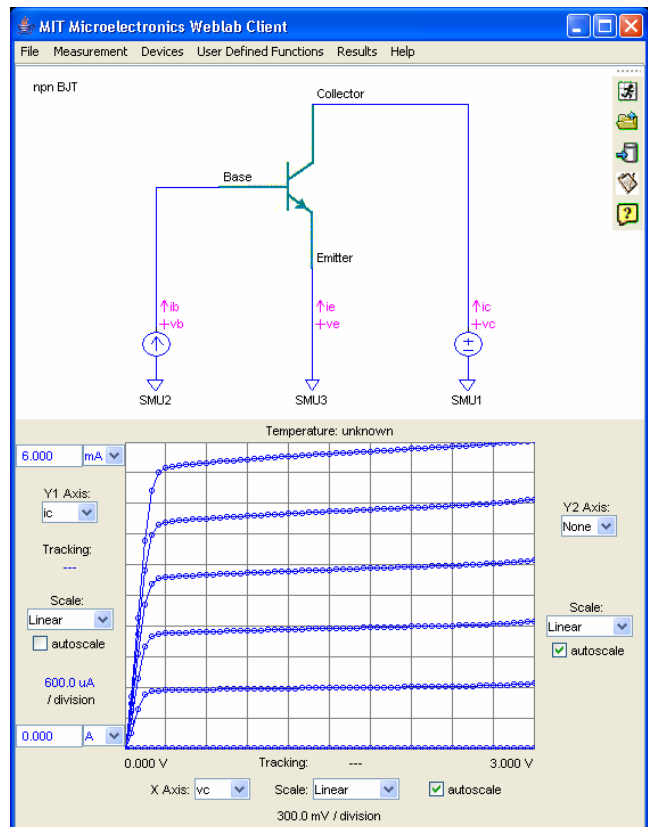 MIT Microelectronics Weblab Client
File Measurement Devices User Defined Functions Results Help
npn BJT
Collector
Base
Emitter
↑ib
+vb
↑ie
+ve
↑ic
+vc
SMU2
SMU3
SMU1
?
Temperature: unknown
6.000 mA
Y1 Axis:
ic
Tracking:
---
Scale:
Linear
autoscale
600.0 uA
/ division
0.000 A
Y2 Axis:
None
Scale:
Linear
autoscale
0.000 V Tracking: --- 3.000 V
X Axis: vc Scale: Linear autoscale
300.0 mV / division